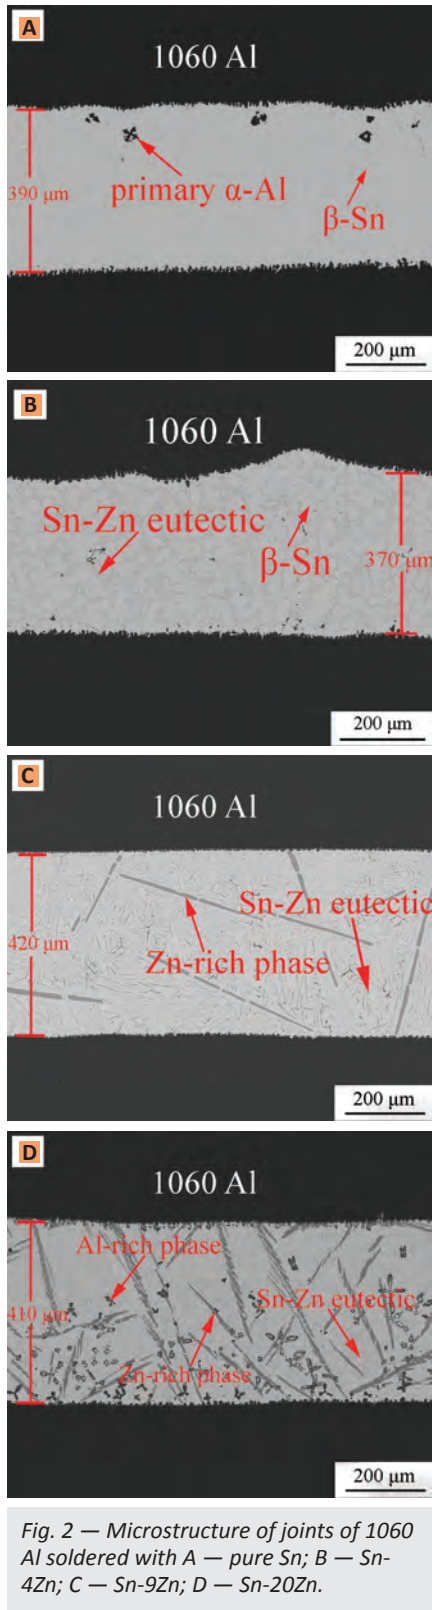 A
1060 Al
390 μm
primary α-Al
β-Sn
200 μm
B
1060 Al
Sn-Zn eutectic
β-Sn
370 μm
200 μm
C
1060 Al
Sn-Zn eutectic
420 μm
Zn-rich phase
200 μm
D
1060 Al
Al-rich phase
410 μm
Sn-Zn eutectic
Zn-rich phase
200 μm
Fig. 2 — Microstructure of joints of 1060
Al soldered with A — pure Sn; B — Sn-
4Zn; C — Sn-9Zn; D — Sn-20Zn.